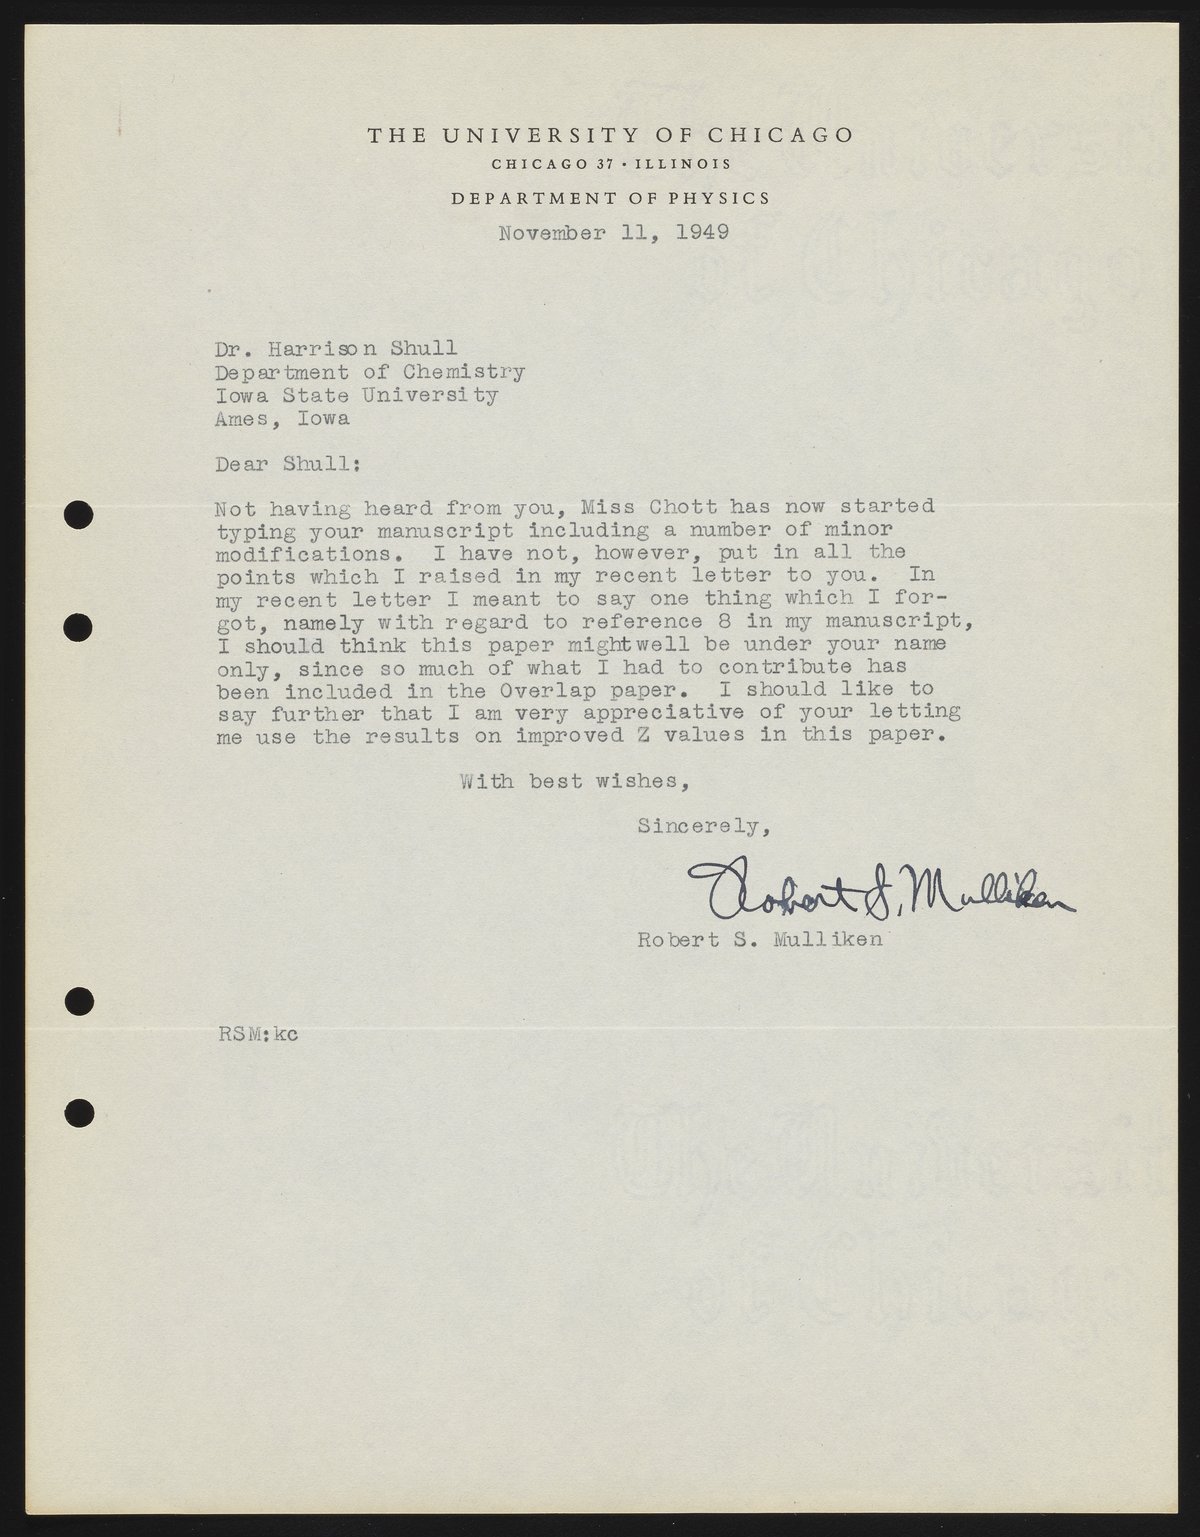 THE UNIVERSITY OF CHICAGO
CHICAGO 37 · ILLINOIS
DEPARTMENT OF PHYSICS
November 11, 1949
Dr. Harrison Shull
Department of Chemistry
Iowa State University
Ames, Iowa
Dear Shull:
Not having heard from you, Miss Chott has now started
typing your manuscript including a number of minor
modifications.  I have not, however, put in all the
points which I raised in my recent letter to you.  In
my recent letter I meant to say one thing which I for-
got, namely with regard to reference 8 in my manuscript,
I should think this paper mightwell be under your name
only, since so much of what I had to contribute has
been included in the Overlap paper.  I should like to
say further that I am very appreciative of your letting
me use the results on improved Z values in this paper.
With best wishes,
Sincerely,
Robert S. Mulliken
Robert S. Mulliken
RSM:kc